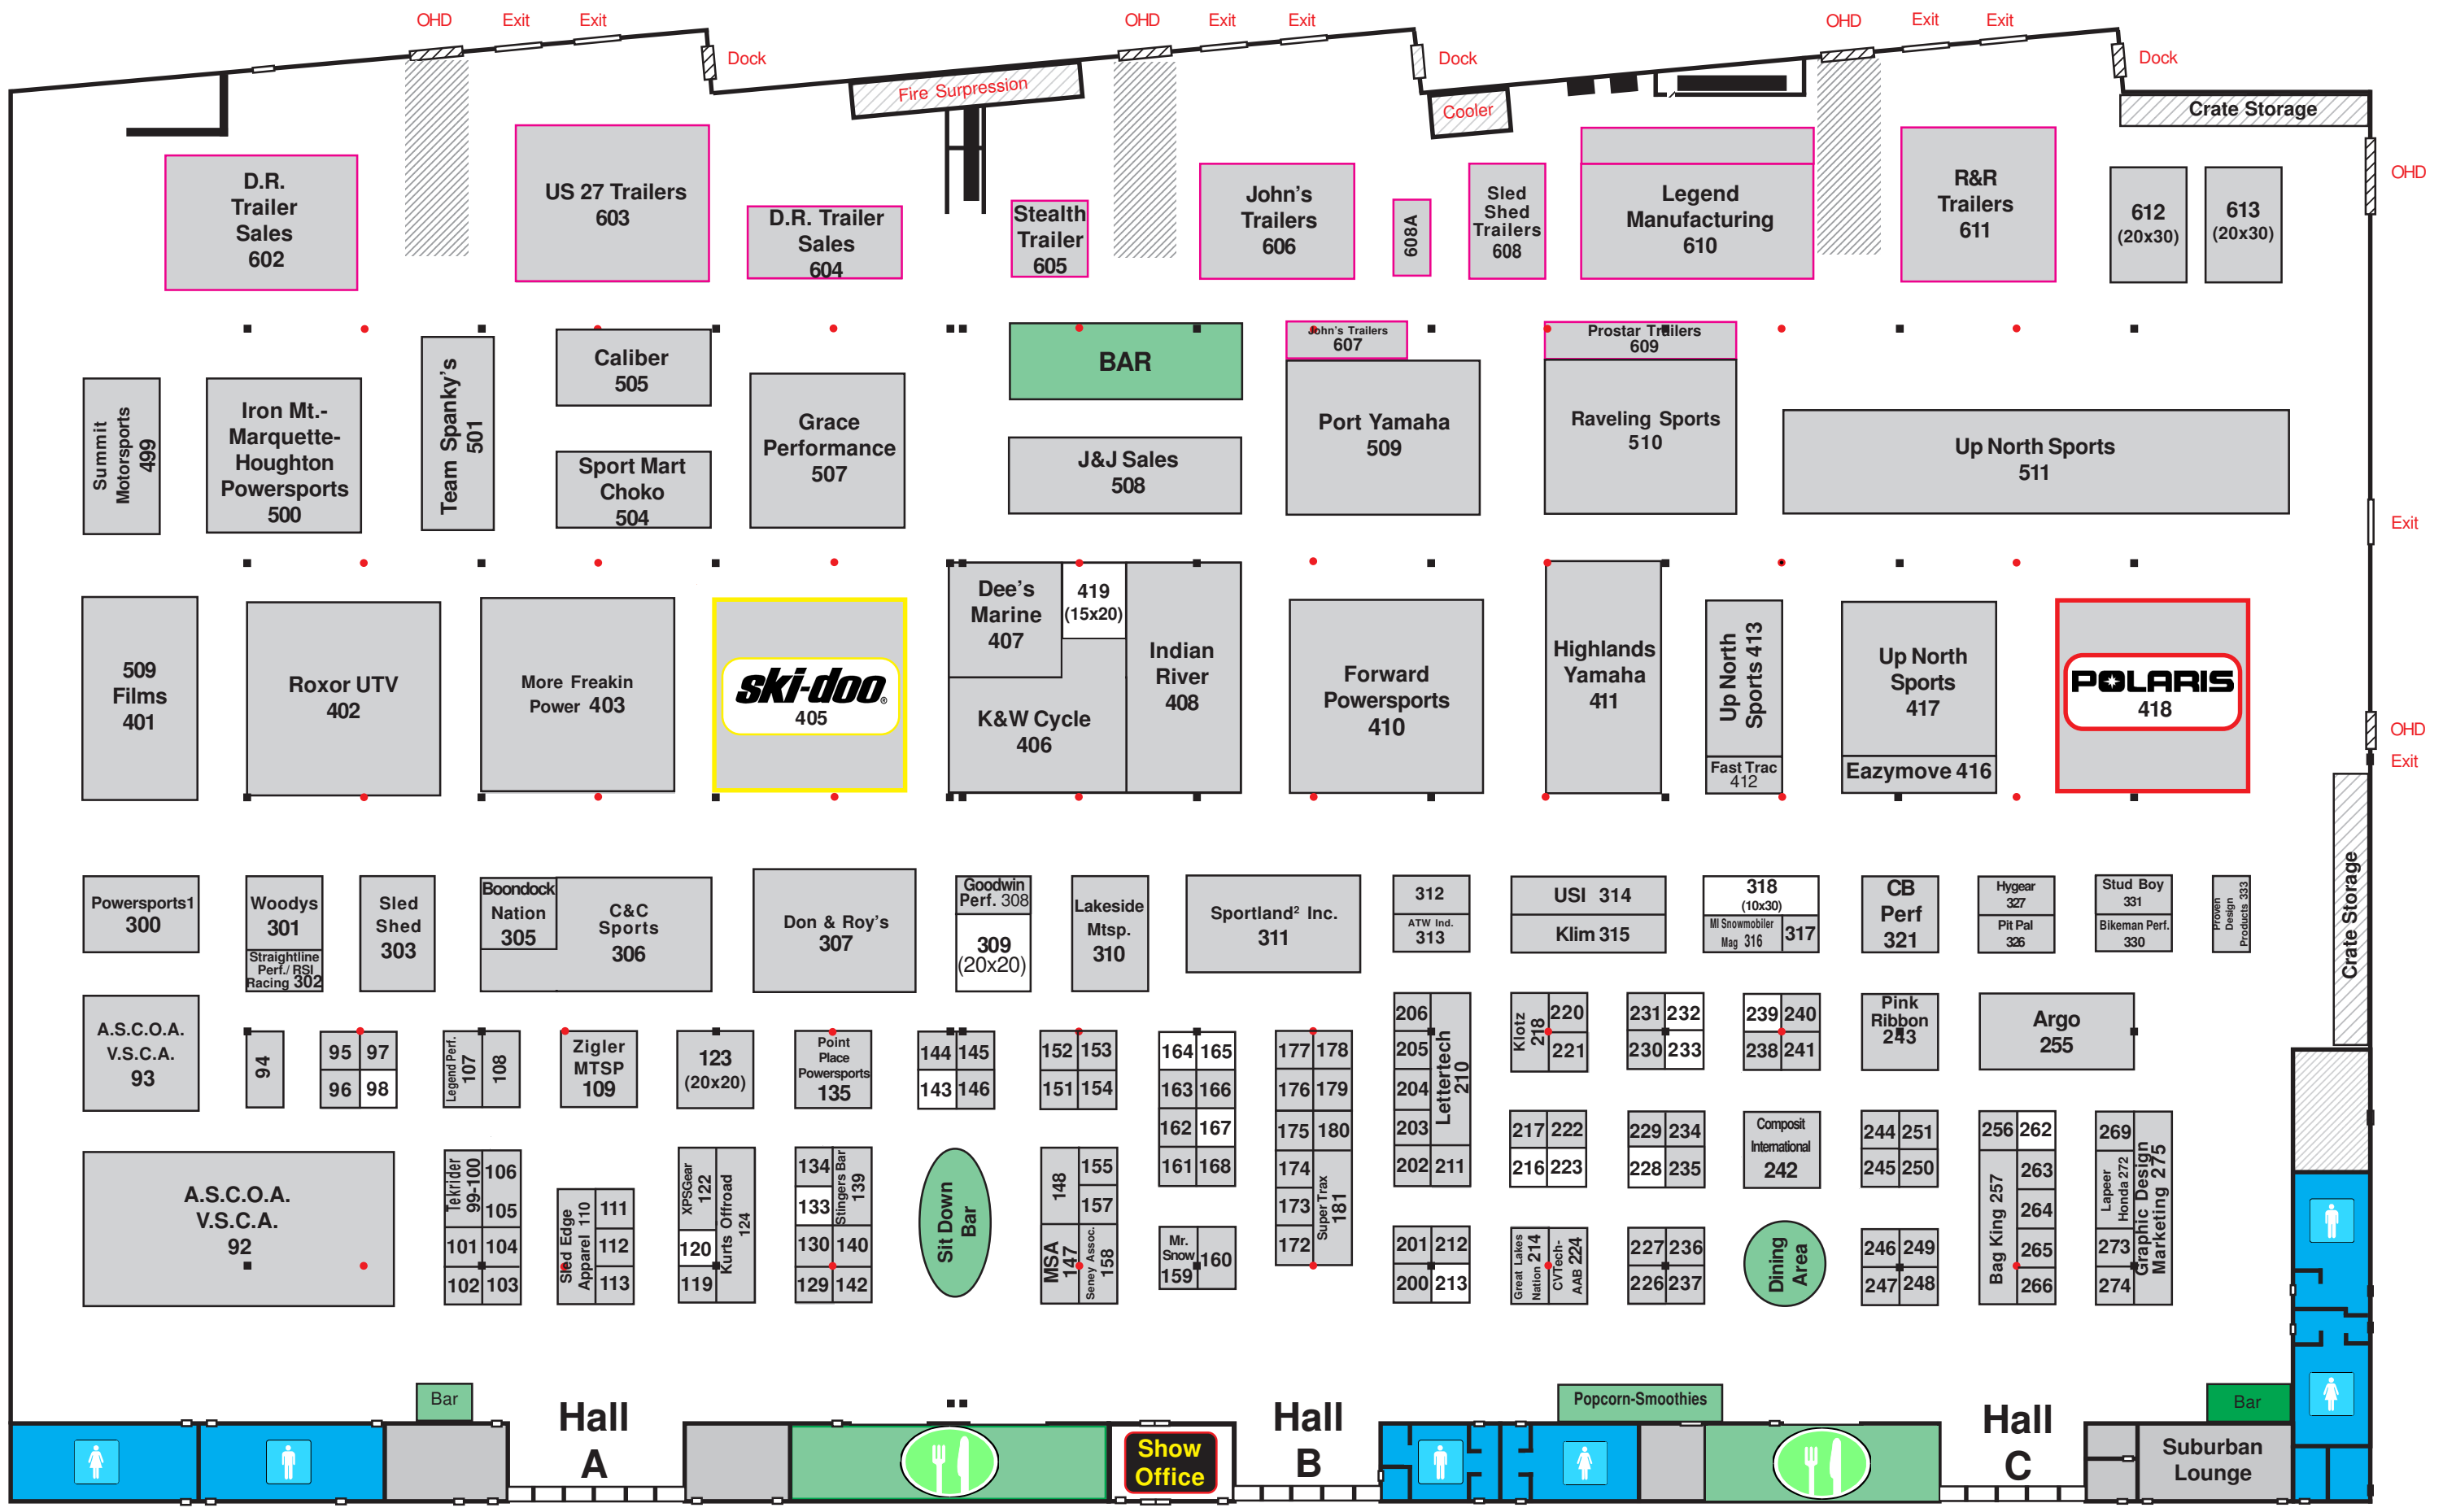 OHD
Exit
Exit
OHD
Exit
Exit
OHD
Exit
Exit
Dock
Dock
Dock
Fire Surpression
Cooler
Crate Storage
OHD
D.R.
Trailer
Sales
602
US 27 Trailers
603
D.R. Trailer
Sales
604
Stealth
Trailer
605
John's
Trailers
606
608A
Sled
Shed
Trailers
608
Legend
Manufacturing
610
R&R
Trailers
611
612
(20x30)
613
(20x30)
Summit
Motorsports
499
Iron Mt.-
Marquette-
Houghton
Powersports
500
Team Spanky's
501
Caliber
505
Sport Mart
Choko
504
Grace
Performance
507
BAR
J&J Sales
508
John's Trailers
607
Port Yamaha
509
Prostar Trailers
609
Raveling Sports
510
Up North Sports
511
Exit
509
Films
401
Roxor UTV
402
More Freakin
Power 403
ski-doo®
405
Dee's
Marine
407
419
(15x20)
K&W Cycle
406
Indian
River
408
Forward
Powersports
410
Highlands
Yamaha
411
Up North
Sports 413
Fast Trac
412
Up North
Sports
417
Eazymove 416
POLARIS
418
OHD
Exit
Powersports1
300
Woodys
301
Straightline
Perf./ RSI
Racing 302
Sled
Shed
303
Boondock
Nation
305
C&C
Sports
306
Don & Roy's
307
Goodwin
Perf. 308
309
(20x20)
Lakeside
Mtsp.
310
Sportland² Inc.
311
312
ATW Ind.
313
USI 314
Klim 315
318
(10x30)
MI Snowmobiler
Mag 316
317
CB
Perf
321
Hygear
327
Pit Pal
326
Stud Boy
331
Bikeman Perf.
330
Proven
Design
Products 333
Crate Storage
A.S.C.O.A.
V.S.C.A.
93
94
95 97
96 98
Legend Perf.
107
108
Zigler
MTSP
109
123
(20x20)
Point
Place
Powersports
135
144 145
143 146
152 153
151 154
164 165
163 166
162 167
161 168
177 178
176 179
175 180
174
173
172
Super Trax
181
206
205
204
203
202 211
Lettertech
210
Klotz
218
220
221
231 232
230 233
239 240
238 241
Pink
Ribbon
243
Argo
255
A.S.C.O.A.
V.S.C.A.
92
Tekrider
99-100
106
105
101 104
102 103
Sled Edge
Apparel 110
111
112
113
XPSGear
122
120
119
Kurts Offroad
124
134
133
Stingers Bar
139
130 140
129 142
Sit Down
Bar
148
155
157
MSA
147
Seney Assoc.
158
Mr.
Snow
159
160
201 212
200 213
217 222
216 223
Great Lakes
Nation 214
CVTech-
AAB 224
229 234
228 235
227 236
226 237
Composit
International
242
Dining
Area
244 251
245 250
246 249
247 248
256 262
Bag King 257
263
264
265
266
269
Lapeer
Honda 272
273
274
Graphic Design
Marketing 275
Bar
Hall
A
Show
Office
Hall
B
Popcorn-Smoothies
Hall
C
Bar
Suburban
Lounge